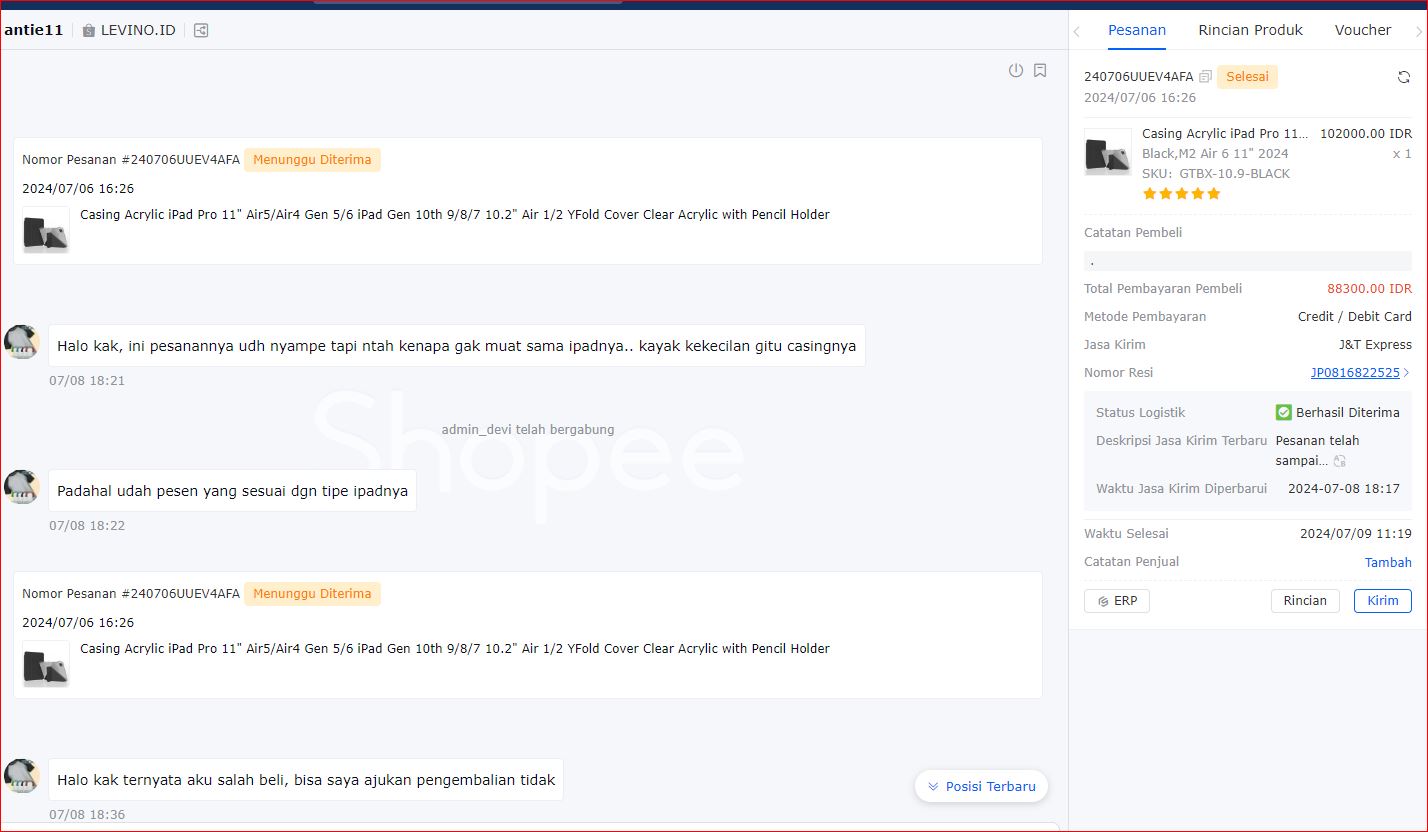 antie11
LEVINO.ID
Nomor Pesanan #240706UUEV4AFA Menunggu Diterima
2024/07/06 16:26
Casing Acrylic iPad Pro 11" Air5/Air4 Gen 5/6 iPad Gen 10th 9/8/7 10.2" Air 1/2 YFold Cover Clear Acrylic with Pencil Holder
Halo kak, ini pesanannya udh nyampe tapi ntah kenapa gak muat sama ipadnya.. kayak kekecilan gitu casingnya
07/08 18:21
Shopee
admin_devi telah bergabung
Padahal udah pesen yang sesuai dgn tipe ipadnya
07/08 18:22
Nomor Pesanan #240706UUEV4AFA Menunggu Diterima
2024/07/06 16:26
Casing Acrylic iPad Pro 11" Air5/Air4 Gen 5/6 iPad Gen 10th 9/8/7 10.2" Air 1/2 YFold Cover Clear Acrylic with Pencil Holder
Halo kak ternyata aku salah beli, bisa saya ajukan pengembalian tidak
07/08 18:36
Posisi Terbaru
Pesanan Rincian Produk Voucher
240706UUEV4AFA Selesai
2024/07/06 16:26
Casing Acrylic iPad Pro 11... 102000.00 IDR
Black,M2 Air 6 11" 2024 x 1
SKU: GTBX-10.9-BLACK
Catatan Pembeli
.
Total Pembayaran Pembeli 88300.00 IDR
Metode Pembayaran Credit / Debit Card
Jasa Kirim J&T Express
Nomor Resi JP0816822525
Status Logistik Berhasil Diterima
Deskripsi Jasa Kirim Terbaru Pesanan telah
sampai...
Waktu Jasa Kirim Diperbarui 2024-07-08 18:17
Waktu Selesai 2024/07/09 11:19
Catatan Penjual Tambah
ERP Rincian Kirim